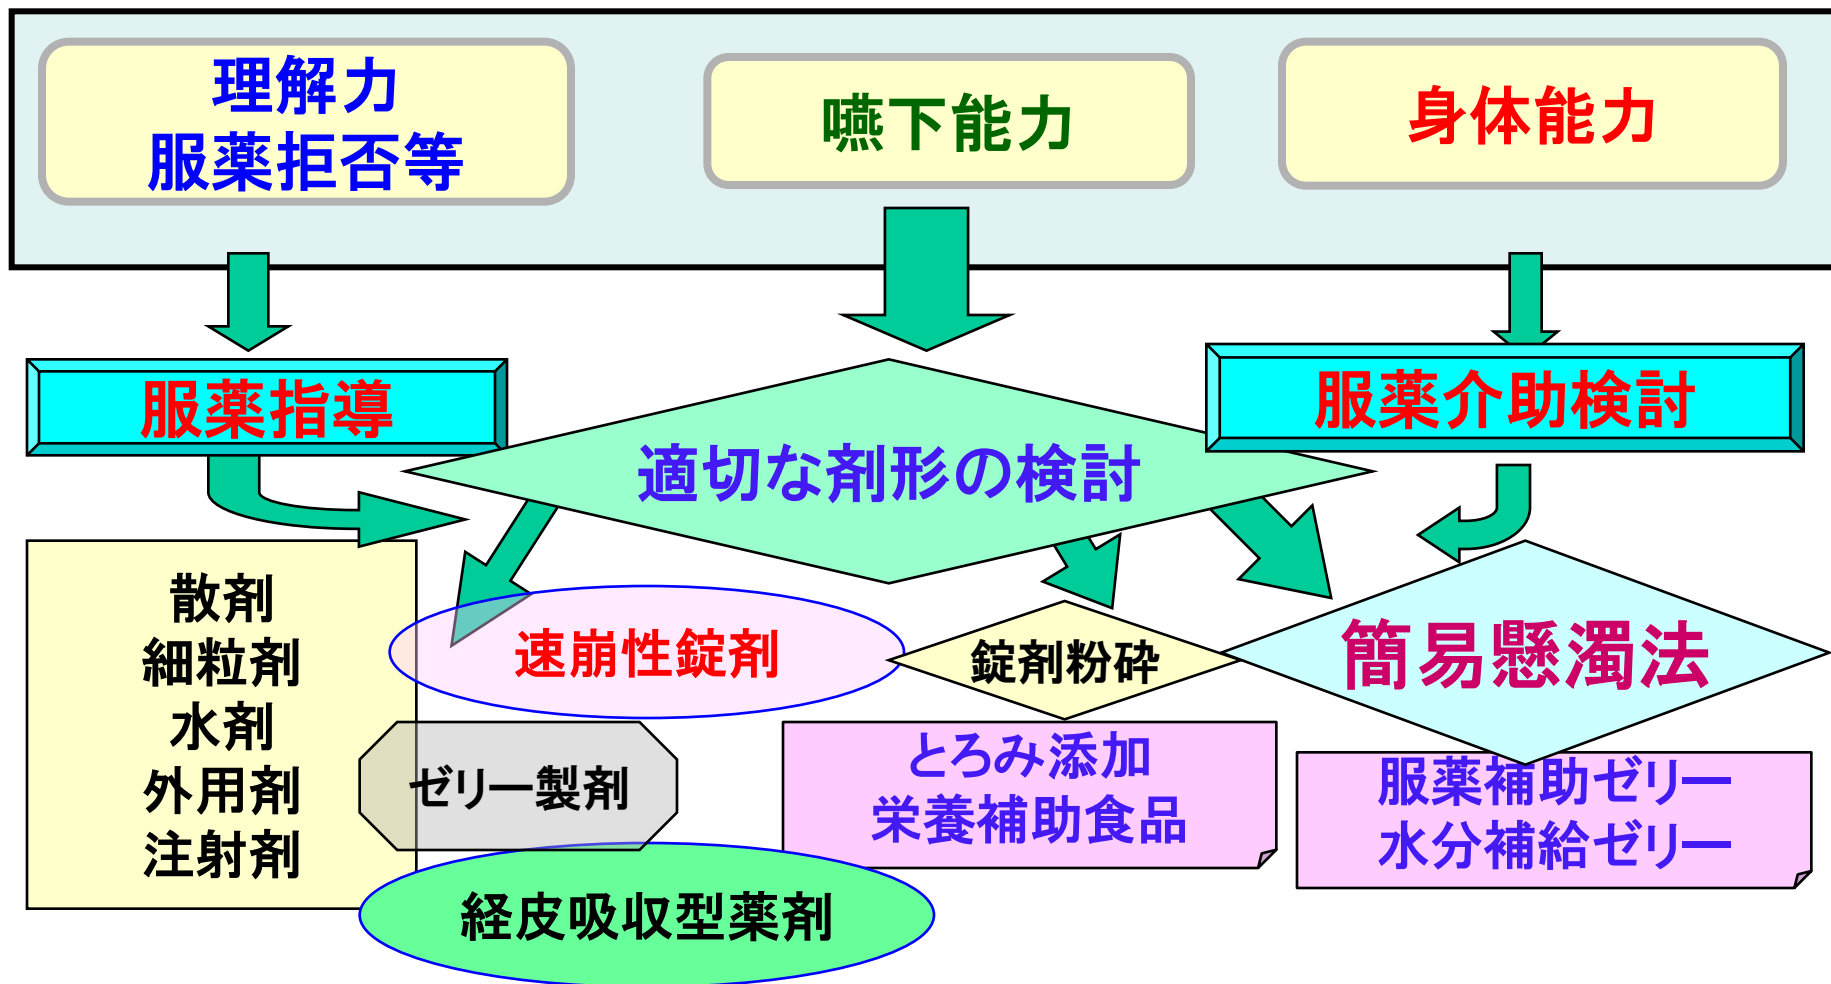 理解力
服薬拒否等
嚥下能力
身体能力
服薬指導
適切な剤形の検討
服薬介助検討
散剤
細粒剤
水剤
外用剤
注射剤
速崩性錠剤
錠剤粉砕
簡易懸濁法
ゼリー製剤
とろみ添加
栄養補助食品
服薬補助ゼリー
水分補給ゼリー
経皮吸収型薬剤